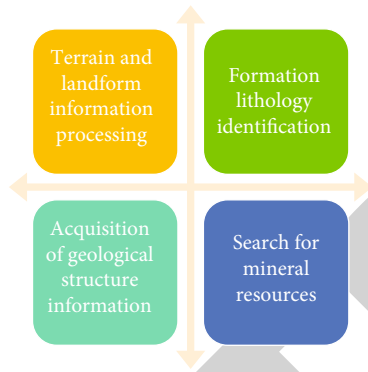 Terrain and
landform
information
processing
Formation
lithology
identification
Acquisition
of geological
structure
information
Search for
mineral
resources